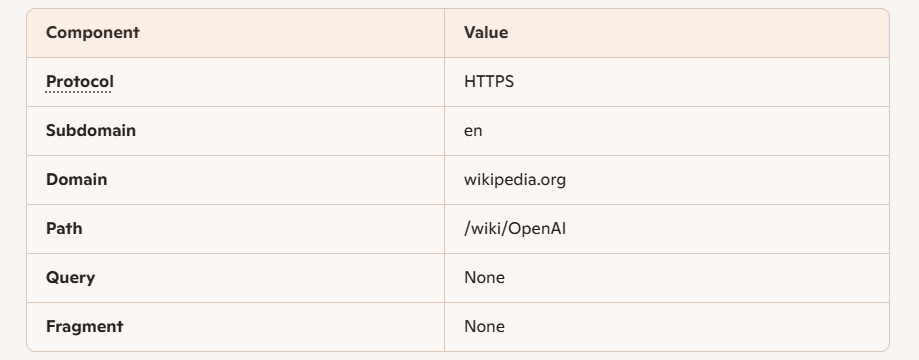 Component Value
Protocol HTTPS
Subdomain en
Domain wikipedia.org
Path /wiki/OpenAI
Query None
Fragment None